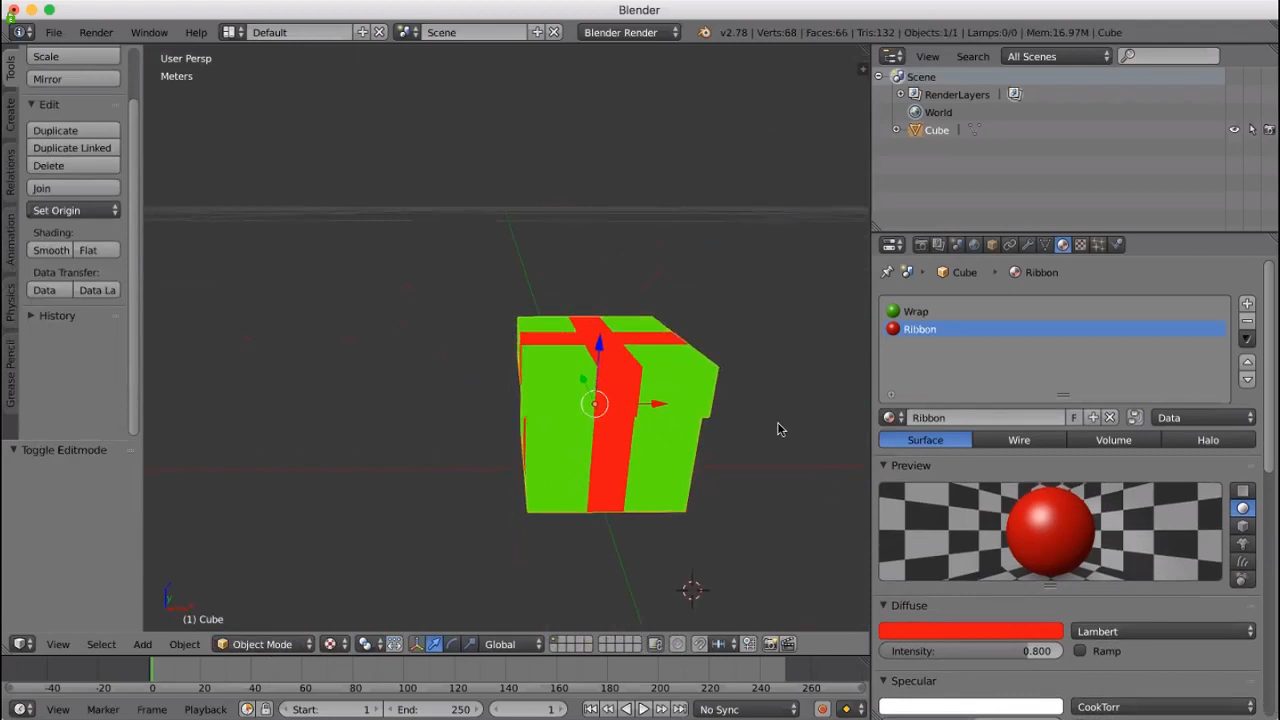 Blender
File Render Window Help Default Scene Blender Render v2.78 | Verts:68 | Faces:66 | Tris:132 | Objects:1/1 | Lamps:0/0 | Mem:16.97M | Cube
Tools
Create
Relations
Animation
Physics
Grease Pencil
Scale
Mirror
Edit
Duplicate
Duplicate Linked
Delete
Join
Set Origin
Shading:
Smooth Flat
Data Transfer:
Data Data La
History
Toggle Editmode
User Persp
Meters
(1) Cube
View Select Add Object Object Mode Global
-40 -20 0 20 40 60 80 100 120 140 160 180 200 220 240 260
View Marker Frame Playback Start: 1 End: 250 1 No Sync
View Search All Scenes
Scene
RenderLayers |
World
Cube |
Cube Ribbon
Wrap
Ribbon
Ribbon F Data
Surface Wire Volume Halo
Preview
Diffuse
Lambert
Intensity: 0.800 Ramp
Specular
CookTorr